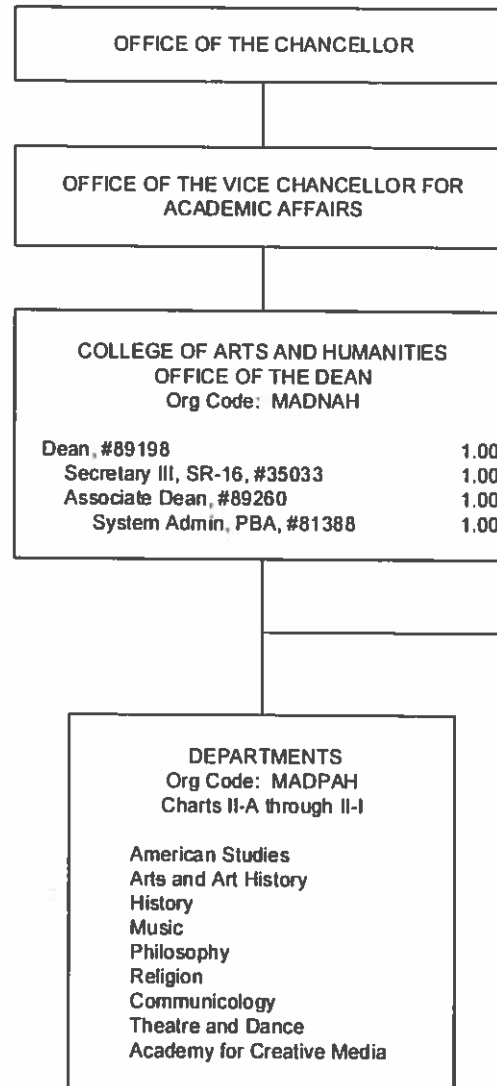 OFFICE OF THE CHANCELLOR
OFFICE OF THE VICE CHANCELLOR FOR
ACADEMIC AFFAIRS
COLLEGE OF ARTS AND HUMANITIES
OFFICE OF THE DEAN
Org Code: MADNAH
Dean, #89198 1.00
Secretary III, SR-16, #35033 1.00
Associate Dean, #89260 1.00
System Admin, PBA, #81388 1.00
DEPARTMENTS
Org Code: MADPAH
Charts II-A through II-I
American Studies
Arts and Art History
History
Music
Philosophy
Religion
Communicology
Theatre and Dance
Academy for Creative Media